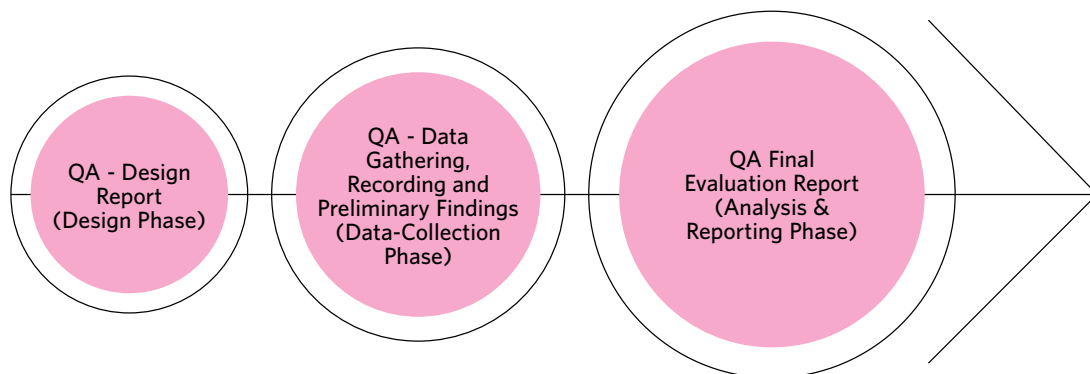 QA - Design
Report
(Design Phase)
QA - Data
Gathering,
Recording and
Preliminary Findings
(Data-Collection
Phase)
QA Final
Evaluation Report
(Analysis &
Reporting Phase)